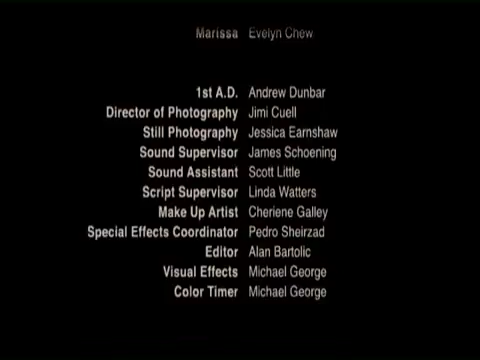 Marissa Evelyn Chew
1st A.D. Andrew Dunbar
Director of Photography Jimi Cuell
Still Photography Jessica Earnshaw
Sound Supervisor James Schoening
Sound Assistant Scott Little
Script Supervisor Linda Watters
Make Up Artist Cheriene Galley
Special Effects Coordinator Pedro Sheirzad
Editor Alan Bartolic
Visual Effects Michael George
Color Timer Michael George